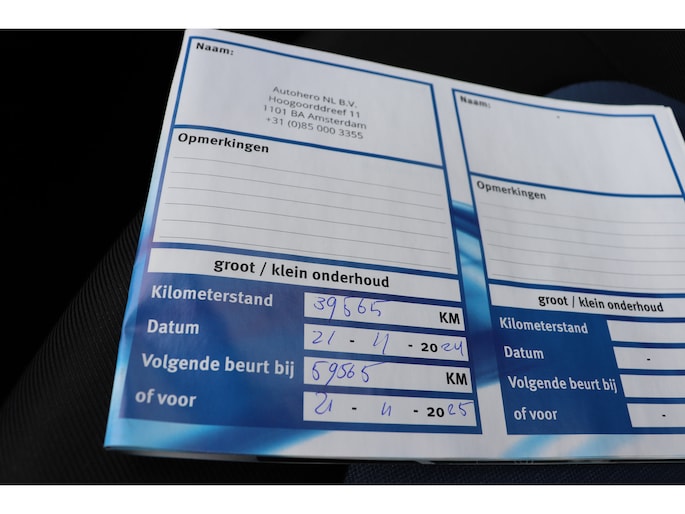 Naam:
Autohero NL B.V.
Hoogoorddreef 11
1101 BA Amsterdam
+31 (0)85 000 3355
Opmerkingen
groot / klein onderhoud
Kilometerstand 39565 KM
Datum 21 - 11 - 2024
Volgende beurt bij 59565 KM
of voor 21 - 11 - 2025
Naam:
Opmerkingen
groot / klein onderhoud
Kilometerstand
Datum -
Volgende beurt bij
of voor -